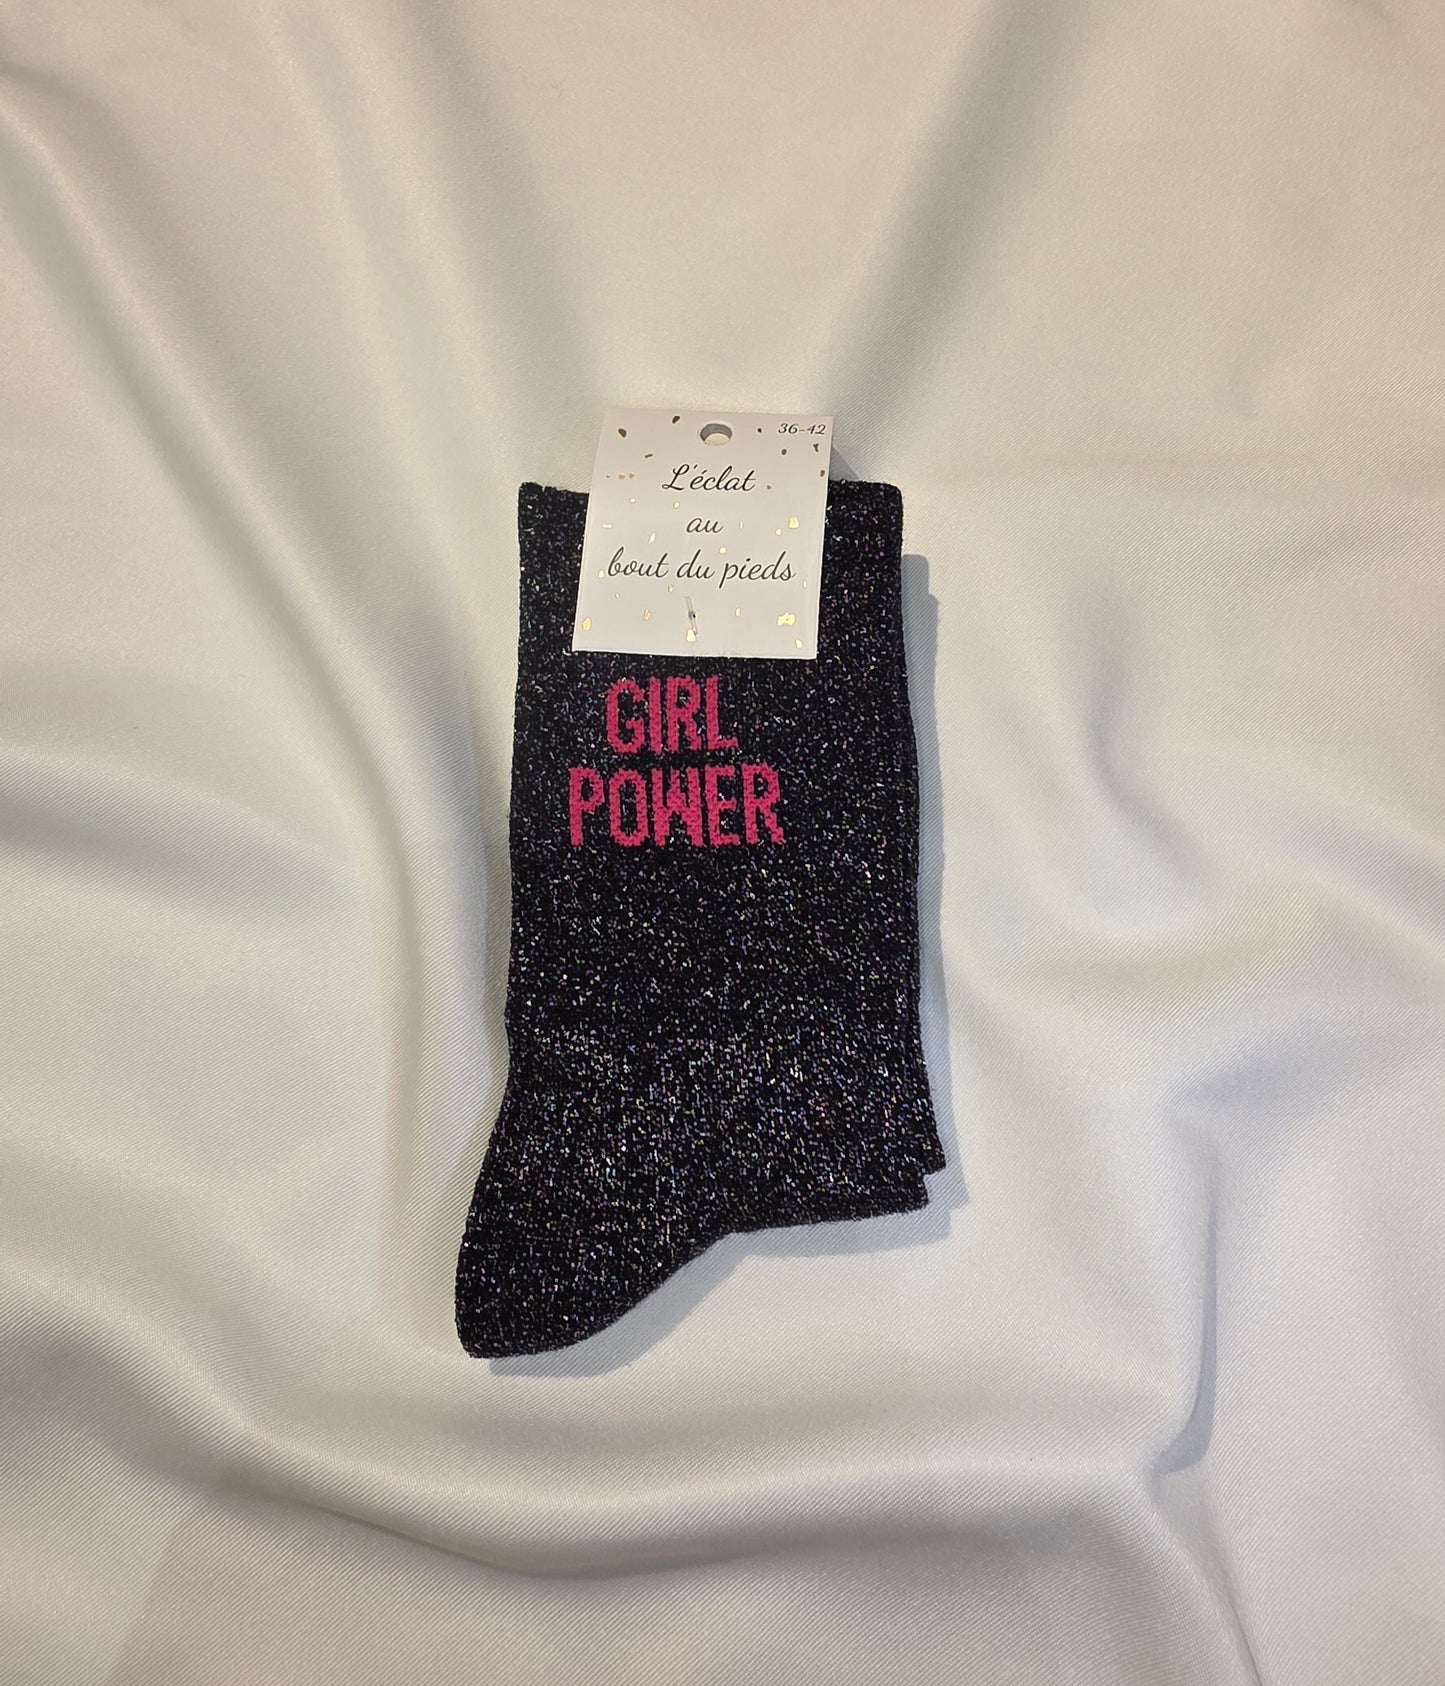 36-42
L'éclat
au
bout du pieds
GIRL
POWER